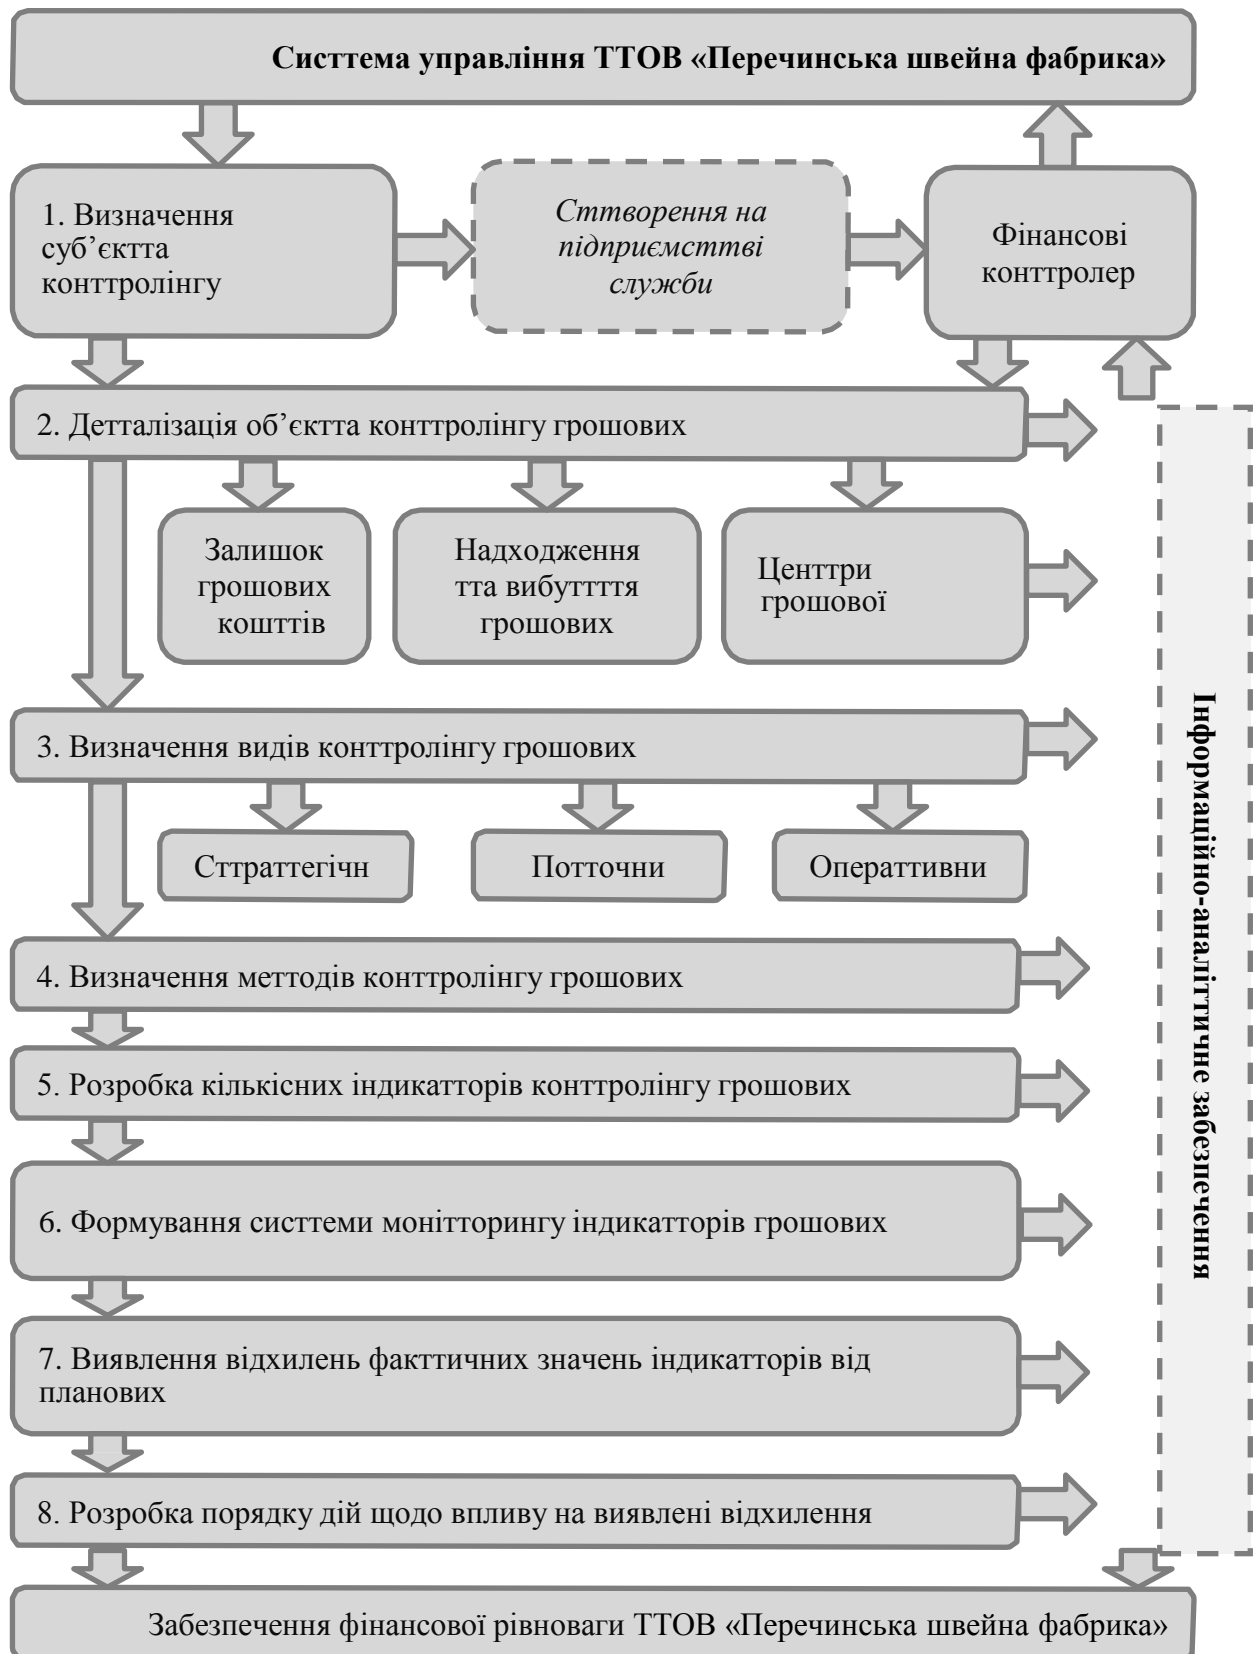 Систтема управління ТТОВ «Перечинська швейна фабрика»
1. Визначення
суб’єктта
конттролінгу
Сттворення на
підприємсттві
служби
Фінансові
конттролер
2. Детталізація об’єктта конттролінгу грошових
Залишок
грошових
кошттів
Надходження
тта вибуттття
грошових
Центтри
грошової
3. Визначення видів конттролінгу грошових
Сттраттегічн
Потточни
Операттивни
4. Визначення меттодів конттролінгу грошових
5. Розробка кількісних індикатторів конттролінгу грошових
6. Формування систтеми монітторингу індикатторів грошових
7. Виявлення відхилень факттичних значень індикатторів від
планових
8. Розробка порядку дій щодо впливу на виявлені відхилення
Інформаційно-аналіттичне забезпечення
Забезпечення фінансової рівноваги ТТОВ «Перечинська швейна фабрика»